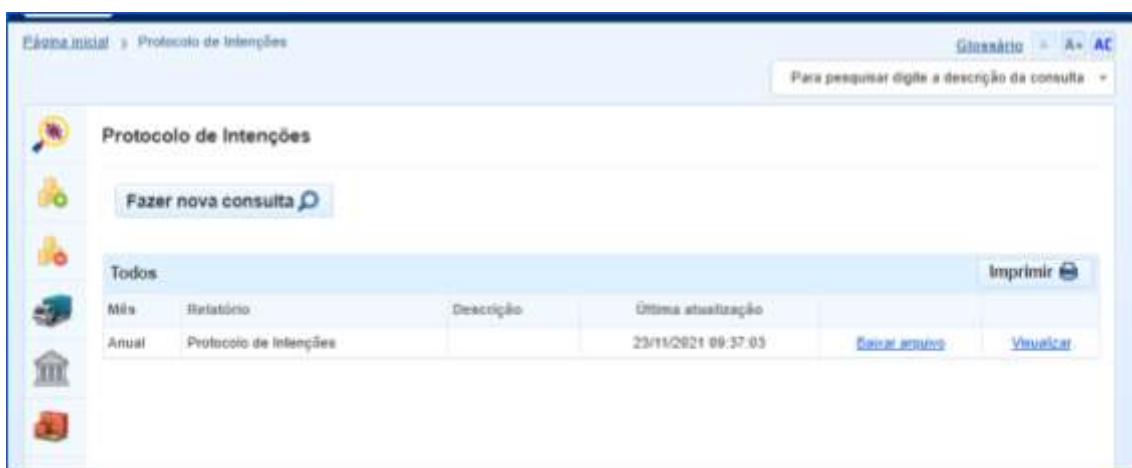 Página inicial › Protocolo de Intenções
Glossário A A+ AC
Para pesquisar digite a descrição da consulta
Protocolo de Intenções
Fazer nova consulta
Todos Imprimir
Mês Relatório Descrição Última atualização
Anual Protocolo de Intenções 23/11/2021 09:37:03 Baixar arquivo Visualizar